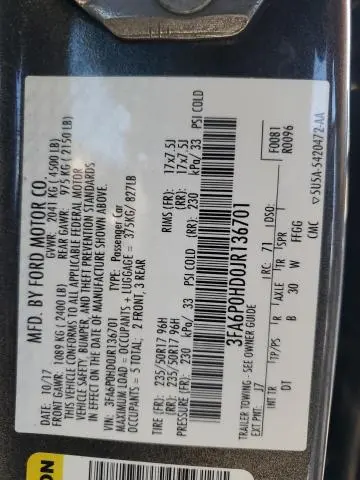 MFD. BY FORD MOTOR CO.
DATE: 10/17 GVWR: 2041 KG ( 4500 LB)
FRONT GAWR: 1089 KG ( 2400 LB) REAR GAWR: 975 KG ( 2150 LB)
THIS VEHICLE CONFORMS TO ALL APPLICABLE FEDERAL MOTOR
VEHICLE SAFETY, BUMPER, AND THEFT PREVENTION STANDARDS
IN EFFECT ON THE DATE OF MANUFACTURE SHOWN ABOVE.
VIN: 3FA6P0HD0JR136701 TYPE: Passenger Car
MAXIMUM LOAD = OCCUPANTS + LUGGAGE = 375KG/ 827LB
OCCUPANTS = 5 TOTAL: 2 FRONT, 3 REAR
TIRE (FR): 235/50R17 96H RIMS (FR): 17x7.5J
(RR): 235/50R17 96H (RR): 17x7.5J
PRESSURE (FR): 230 kPa/ 33 PSI COLD (RR): 230 kPa/ 33 PSI COLD
3FA6P0HD0JR136701
F0081
R0096
TRAILER TOWING - SEE OWNER GUIDE
EXT PNT: J7 RC: 71 DSO:
INT TR TP/PS R AXLE TR SPR
DT B 30 W FFGG
CMC ▽5U5A-5420472-AA
ON